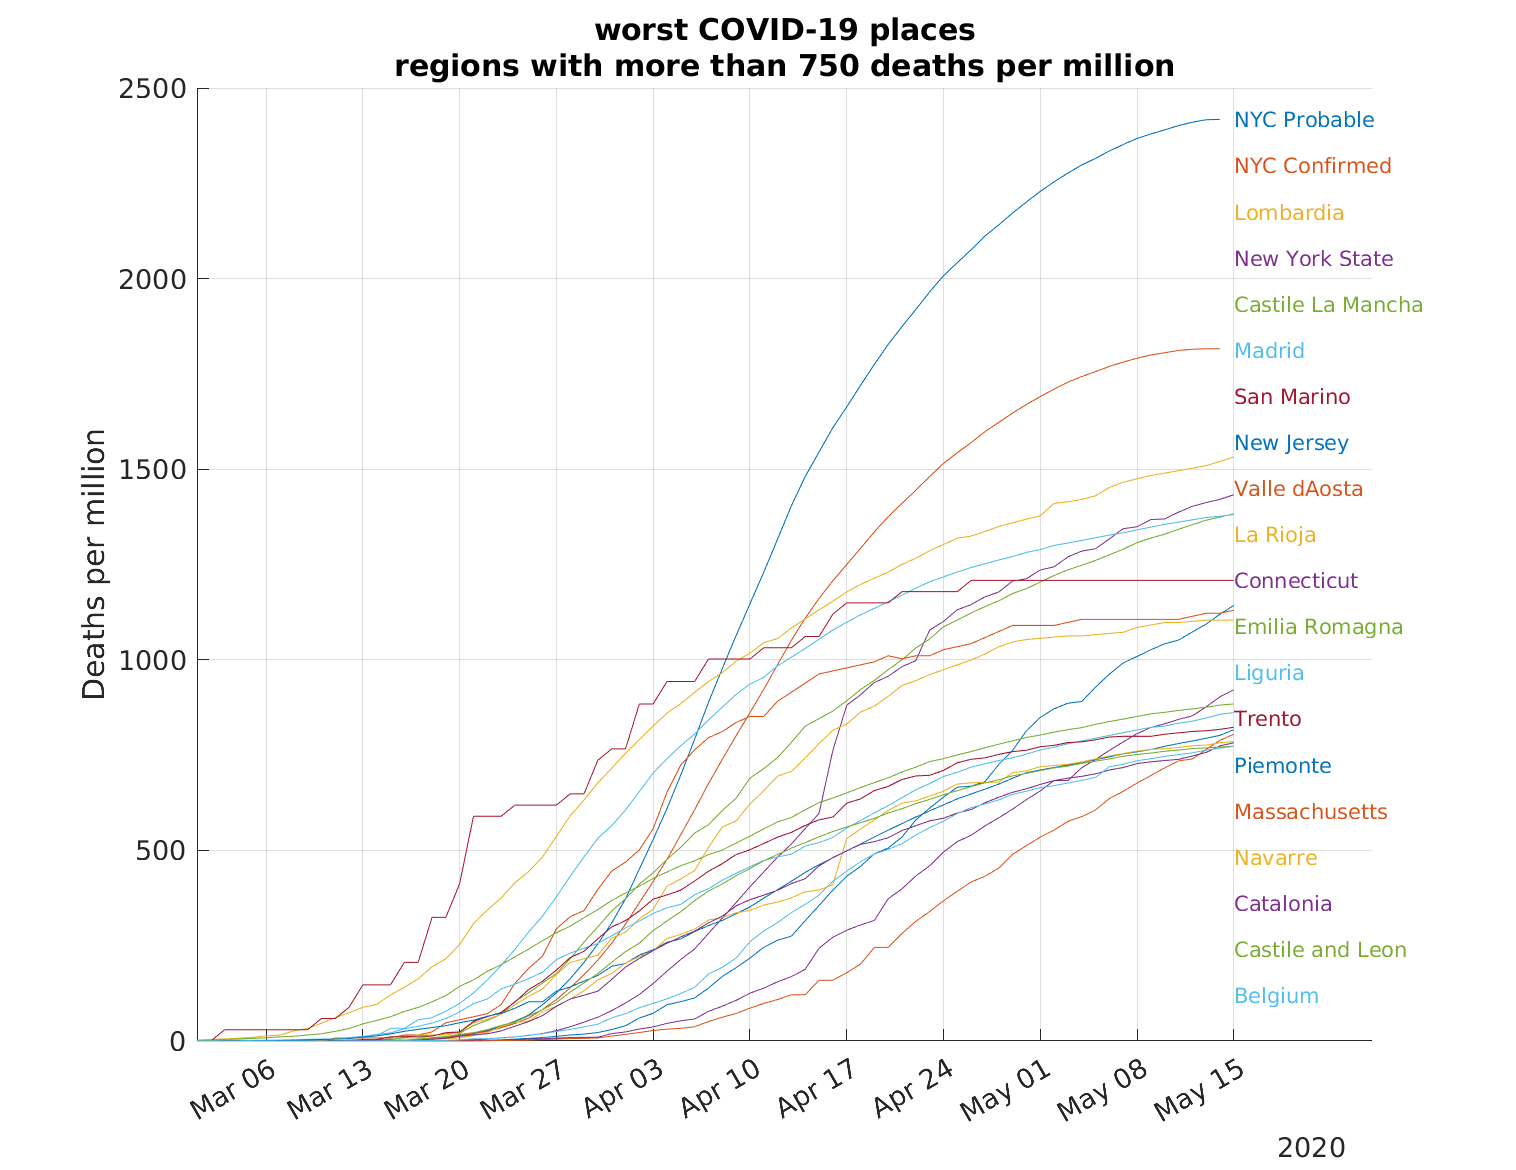 worst COVID-19 places
regions with more than 750 deaths per million
Deaths per million
2500
2000
1500
1000
500
0
NYC Probable
NYC Confirmed
Lombardia
New York State
Castile La Mancha
Madrid
San Marino
New Jersey
Valle dAosta
La Rioja
Connecticut
Emilia Romagna
Liguria
Trento
Piemonte
Massachusetts
Navarre
Catalonia
Castile and Leon
Belgium
Mar 06
Mar 13
Mar 20
Mar 27
Apr 03
Apr 10
Apr 17
Apr 24
May 01
May 08
May 15
2020